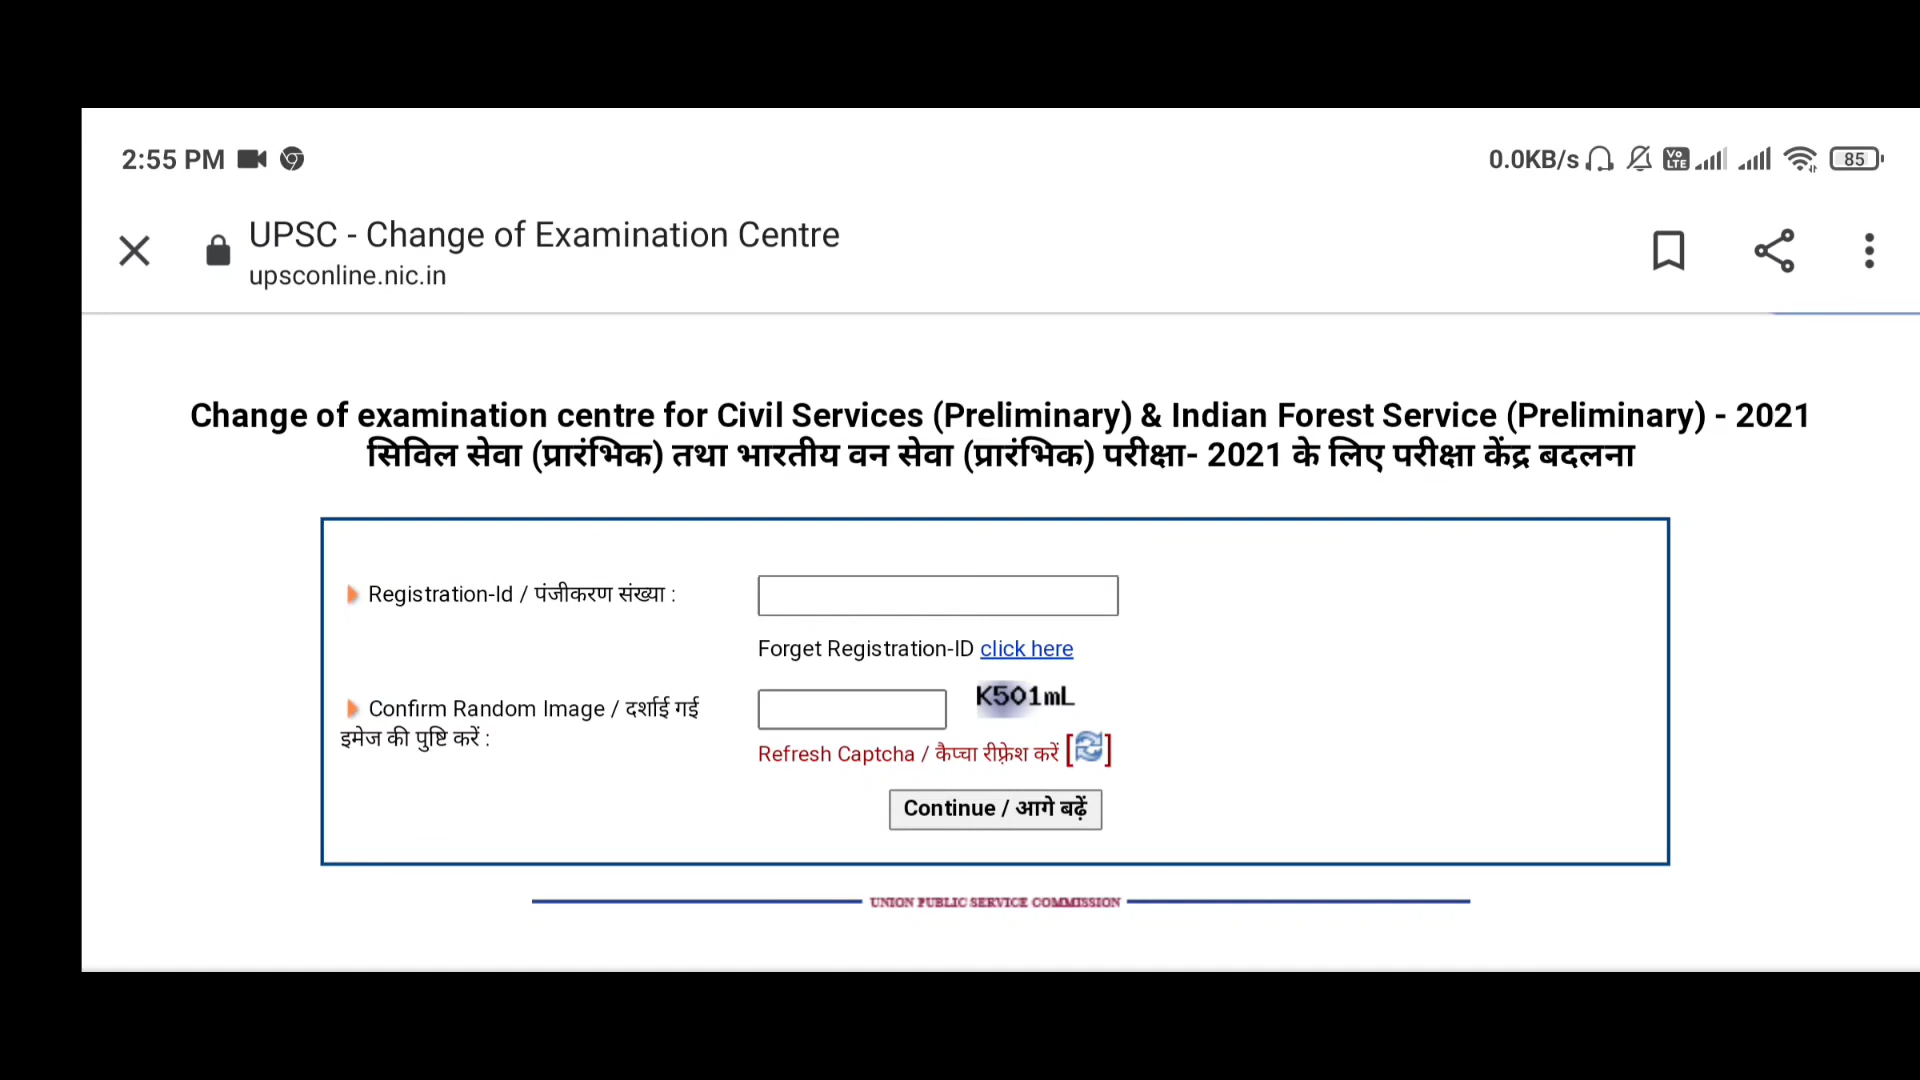 2:55 PM
0.0KB/s Vo LTE 85
UPSC - Change of Examination Centre
upsconline.nic.in
Change of examination centre for Civil Services (Preliminary) & Indian Forest Service (Preliminary) - 2021
सिविल सेवा (प्रारंभिक) तथा भारतीय वन सेवा (प्रारंभिक) परीक्षा- 2021 के लिए परीक्षा केंद्र बदलना
Registration-Id / पंजीकरण संख्या :
Forget Registration-ID click here
Confirm Random Image / दर्शाई गई
इमेज की पुष्टि करें :
K501mL
Refresh Captcha / कैप्चा रीफ़्रेश करें []
Continue / आगे बढ़ें
UNION PUBLIC SERVICE COMMISSION